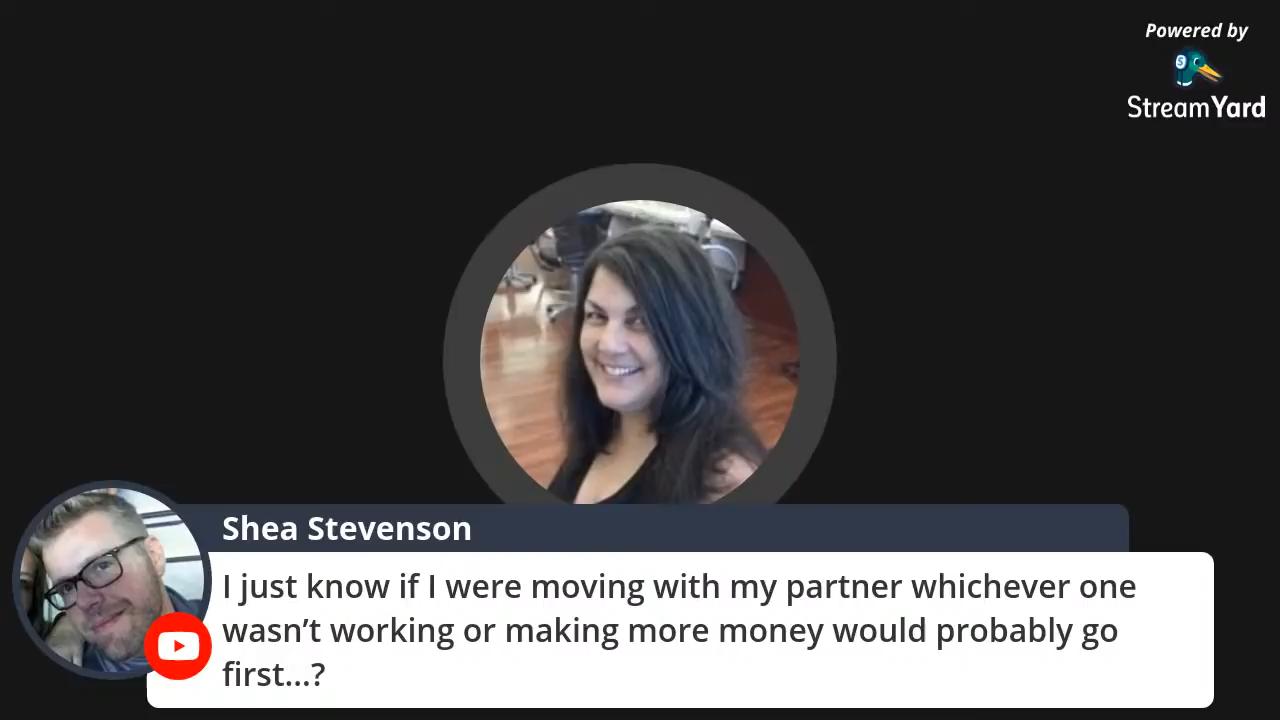 Powered by
StreamYard
Shea Stevenson
I just know if I were moving with my partner whichever one
wasn’t working or making more money would probably go
first...?